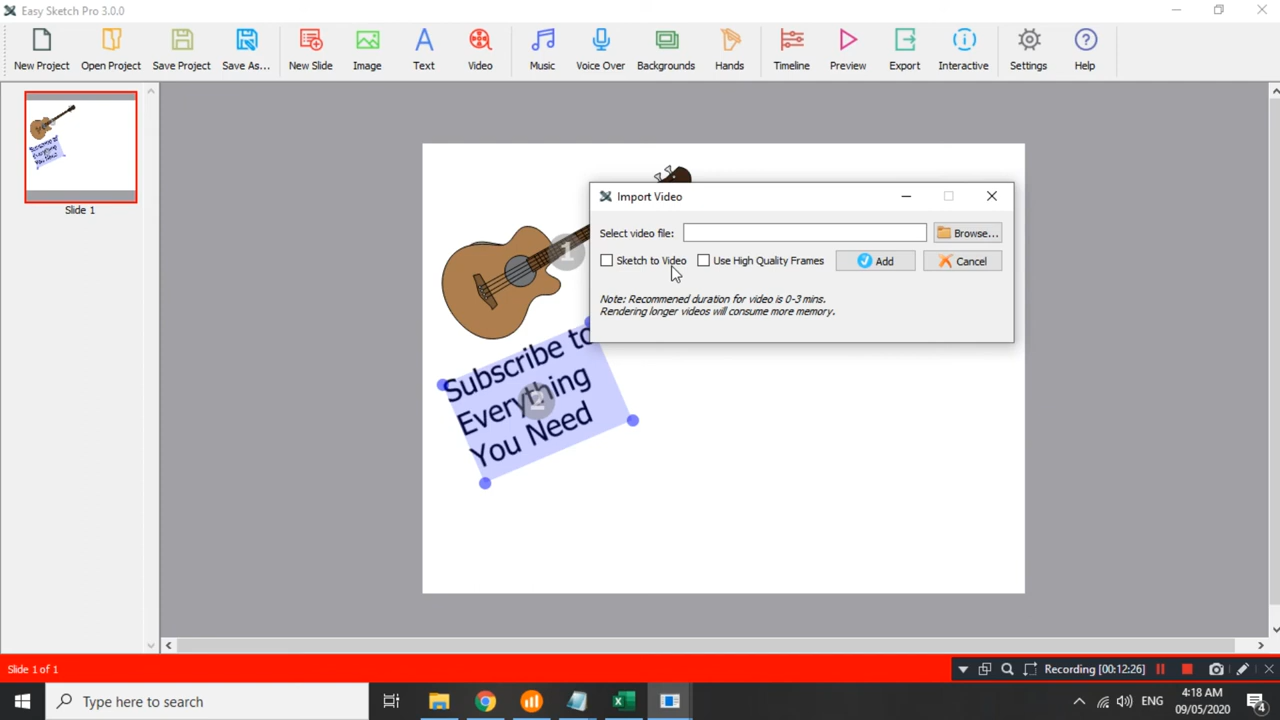 Easy Sketch Pro 3.0.0
New Project
Open Project
Save Project
Save As...
New Slide
Image
Text
Video
Music
Voice Over
Backgrounds
Hands
Timeline
Preview
Export
Interactive
Settings
Help
Slide 1
Import Video
Select video file:
Browse...
Sketch to Video
Use High Quality Frames
Add
Cancel
Note: Recommened duration for video is 0-3 mins.
Rendering longer videos will consume more memory.
1
Subscribe to
Everything
You Need
2
Slide 1 of 1
Recording [00:12:26]
Type here to search
ENG
4:18 AM
09/05/2020
4